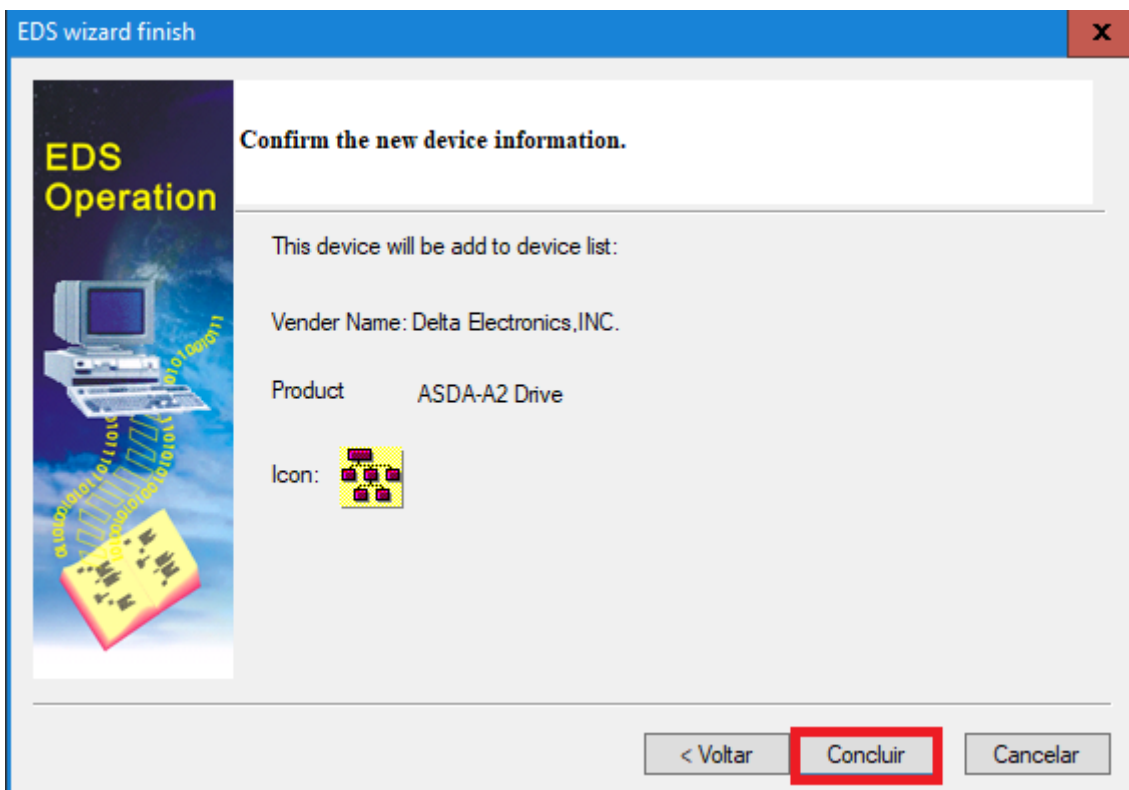 EDS wizard finish
x
EDS
Operation
Confirm the new device information.
This device will be add to device list:
Vender Name: Delta Electronics,INC.
Product ASDA-A2 Drive
Icon:
< Voltar Concluir Cancelar